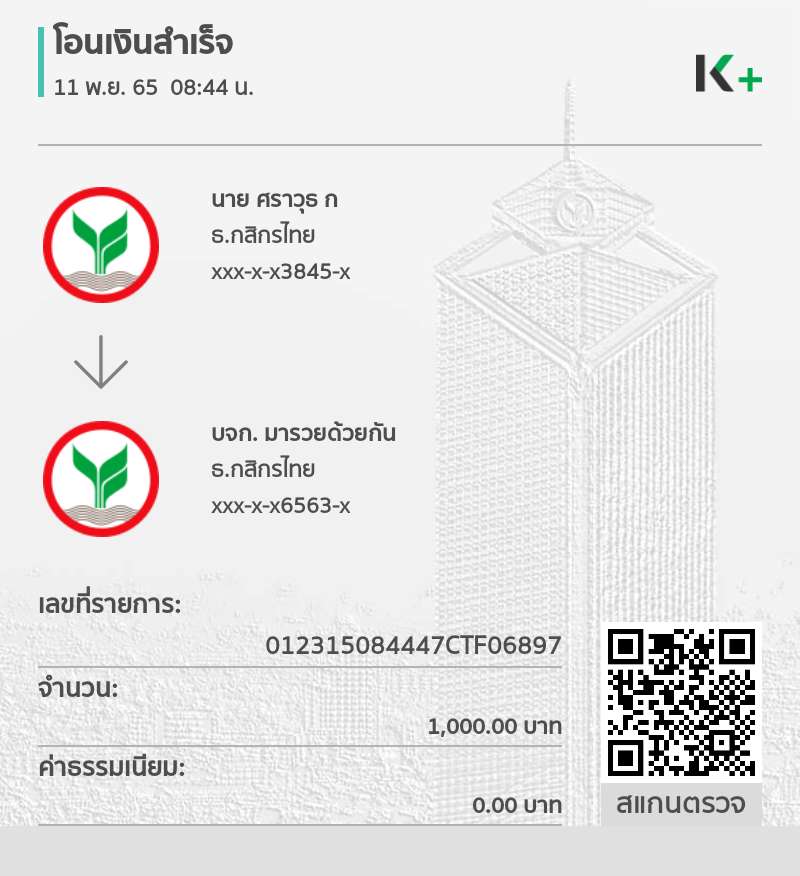 โอนเงินสำเร็จ
11 พ.ย. 65 08:44 น.
K+
นาย ศราวุธ ก
ธ.กสิกรไทย
xxx-x-x3845-x
บจก. มารวยด้วยกัน
ธ.กสิกรไทย
xxx-x-x6563-x
เลขที่รายการ:
012315084447CTF06897
จำนวน:
1,000.00 บาท
ค่าธรรมเนียม:
0.00 บาท
สแกนตรวจ